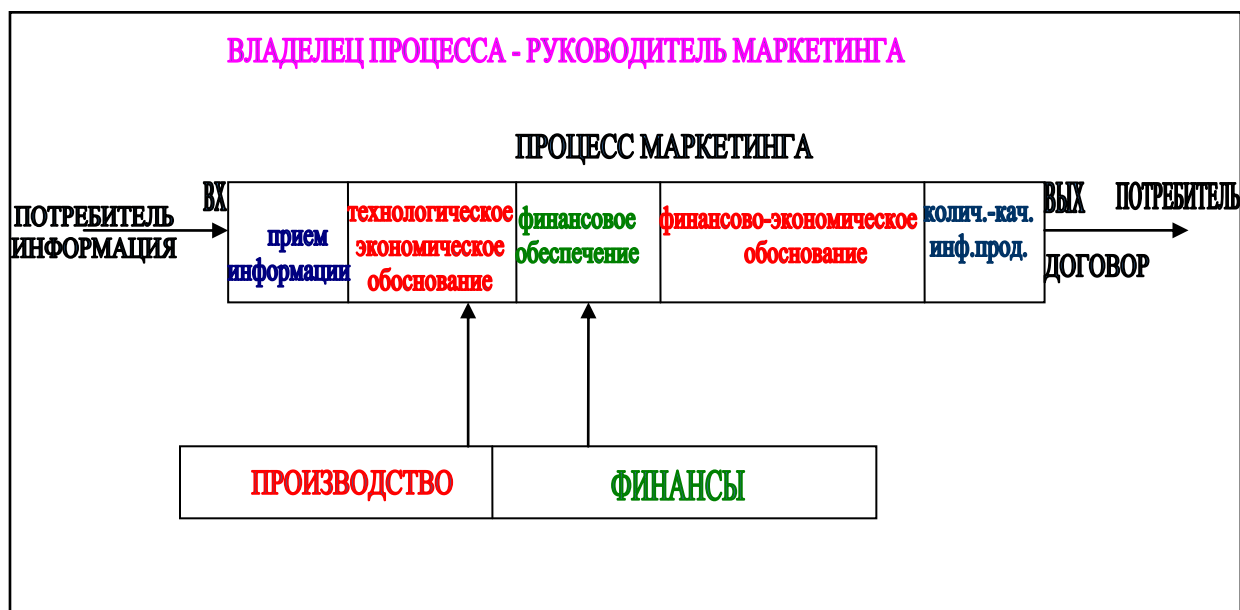 ВЛАДЕЛЕЦ ПРОЦЕССА - РУКОВОДИТЕЛЬ МАРКЕТИНГА
ПРОЦЕСС МАРКЕТИНГА
ПОТРЕБИТЕЛЬ
ИНФОРМАЦИЯ
ВХ
прием
информации
технологическое
экономическое
обоснование
финансовое
обеспечение
финансово-экономическое
обоснование
колич.-кач.
инф.прод.
ВЫХ
ПОТРЕБИТЕЛЬ
ДОГОВОР
ПРОИЗВОДСТВО
ФИНАНСЫ